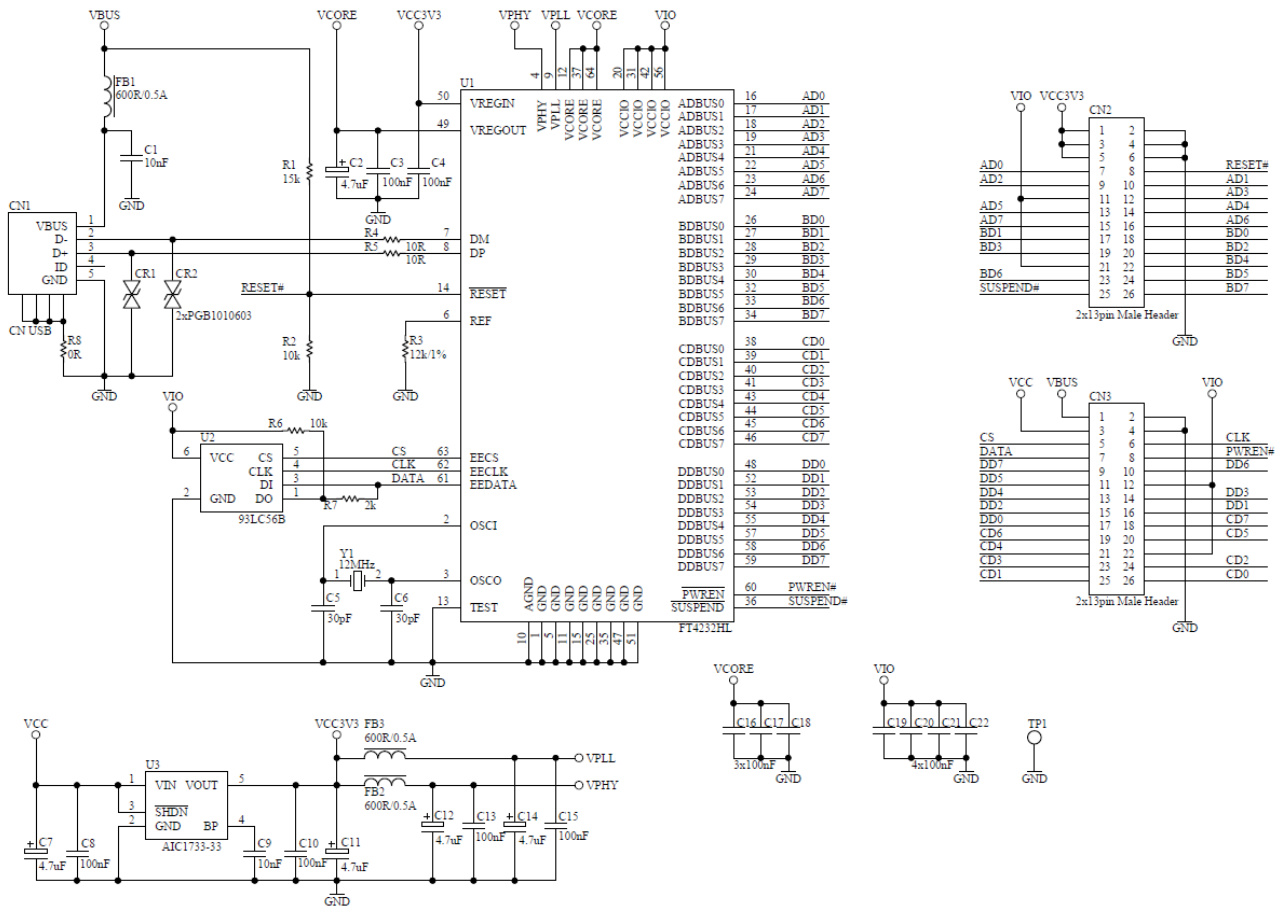 VBUS
VCORE
VCC3V3
VPHY
VPLL
VCORE
VIO
FB1
600R/0.5A
C1
10nF
GND
R1
15k
C2
4.7uF
C3
100nF
C4
100nF
GND
CN1
VBUS 1
D- 2
D+ 3
ID 4
GND 5
CN USB
R8
0R
GND
CR1
CR2
2xPGB1010603
R4
10R
R5
10R
RESET#
R2
10k
GND
R3
12k/1%
GND
U1
50 VREGIN
49 VREGOUT
7 DM
8 DP
14 RESET
6 REF
63 EECS
62 EECLK
61 EEDATA
2 OSCI
3 OSCO
13 TEST
4 9 12 37 64 20 31 42 56
VPHY VPLL VCORE VCORE VCORE VCCIO VCCIO VCCIO VCCIO
ADBUS0 16 AD0
ADBUS1 17 AD1
ADBUS2 18 AD2
ADBUS3 19 AD3
ADBUS4 21 AD4
ADBUS5 22 AD5
ADBUS6 23 AD6
ADBUS7 24 AD7
BDBUS0 26 BD0
BDBUS1 27 BD1
BDBUS2 28 BD2
BDBUS3 29 BD3
BDBUS4 30 BD4
BDBUS5 32 BD5
BDBUS6 33 BD6
BDBUS7 34 BD7
CDBUS0 38 CD0
CDBUS1 39 CD1
CDBUS2 40 CD2
CDBUS3 41 CD3
CDBUS4 43 CD4
CDBUS5 44 CD5
CDBUS6 45 CD6
CDBUS7 46 CD7
DDBUS0 48 DD0
DDBUS1 52 DD1
DDBUS2 53 DD2
DDBUS3 54 DD3
DDBUS4 55 DD4
DDBUS5 57 DD5
DDBUS6 58 DD6
DDBUS7 59 DD7
PWREN 60 PWREN#
SUSPEND 36 SUSPEND#
AGND GND GND GND GND GND GND GND GND
10 1 5 11 15 25 35 47 51
FT4232HL
GND
VIO
R6
10k
U2
6 VCC
2 GND
CS 5
CLK 4
DI 3
DO 1
93LC56B
CS
CLK
DATA
R7
2k
Y1
12MHz
1 2
C5
30pF
C6
30pF
VIO
VCC3V3
CN2
1 2
3 4
5 6
AD0 7 8 RESET#
AD2 9 10 AD1
11 12 AD3
AD5 13 14 AD4
AD7 15 16 AD6
BD1 17 18 BD0
BD3 19 20 BD2
21 22 BD4
BD6 23 24 BD5
SUSPEND# 25 26 BD7
2x13pin Male Header
GND
VCC
VBUS
VIO
CN3
1 2
3 4
CS 5 6 CLK
DATA 7 8 PWREN#
DD7 9 10 DD6
DD5 11 12
DD4 13 14 DD3
DD2 15 16 DD1
DD0 17 18 CD7
CD6 19 20 CD5
CD4 21 22
CD3 23 24 CD2
CD1 25 26 CD0
2x13pin Male Header
GND
VCORE
C16
C17
C18
3x100nF
GND
VIO
C19
C20
C21
C22
4x100nF
GND
TP1
GND
VCC
C7
4.7uF
C8
100nF
U3
1 VIN
3 SHDN
2 GND
VOUT 5
BP 4
AIC1733-33
C9
10nF
C10
100nF
C11
4.7uF
VCC3V3
FB3
600R/0.5A
FB2
600R/0.5A
VPLL
VPHY
C12
4.7uF
C13
100nF
C14
4.7uF
C15
100nF
GND